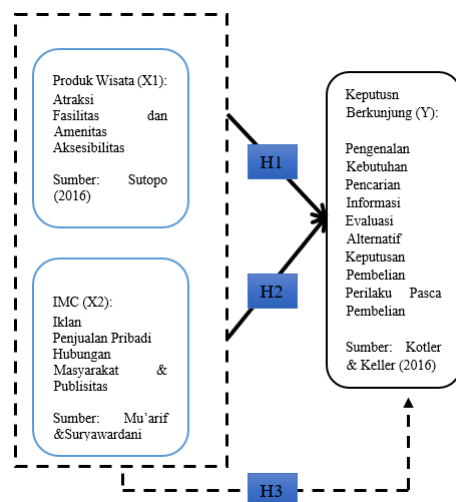 Produk Wisata (X1):
Atraksi
Fasilitas dan
Amenitas
Aksesibilitas
Sumber: Sutopo
(2016)
IMC (X2):
Iklan
Penjualan Pribadi
Hubungan
Masyarakat &
Publisitas
Sumber: Mu’arif
&Suryawardani
H1
H2
H3
Keputusn
Berkunjung (Y):
Pengenalan
Kebutuhan
Pencarian
Informasi
Evaluasi
Alternatif
Keputusan
Pembelian
Perilaku Pasca
Pembelian
Sumber: Kotler
& Keller (2016)